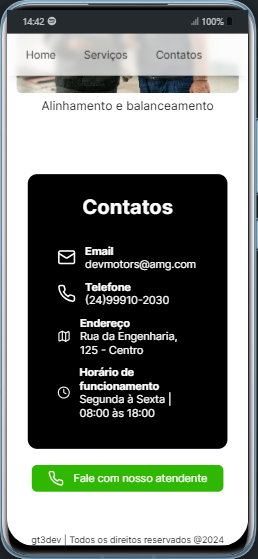 14:42
100%
Home Serviços Contatos
Alinhamento e balanceamento
Contatos
Email
devmotors@amg.com
Telefone
(24)99910-2030
Endereço
Rua da Engenharia,
125 - Centro
Horário de
funcionamento
Segunda à Sexta |
08:00 às 18:00
Fale com nosso atendente
gt3dev | Todos os direitos reservados @2024